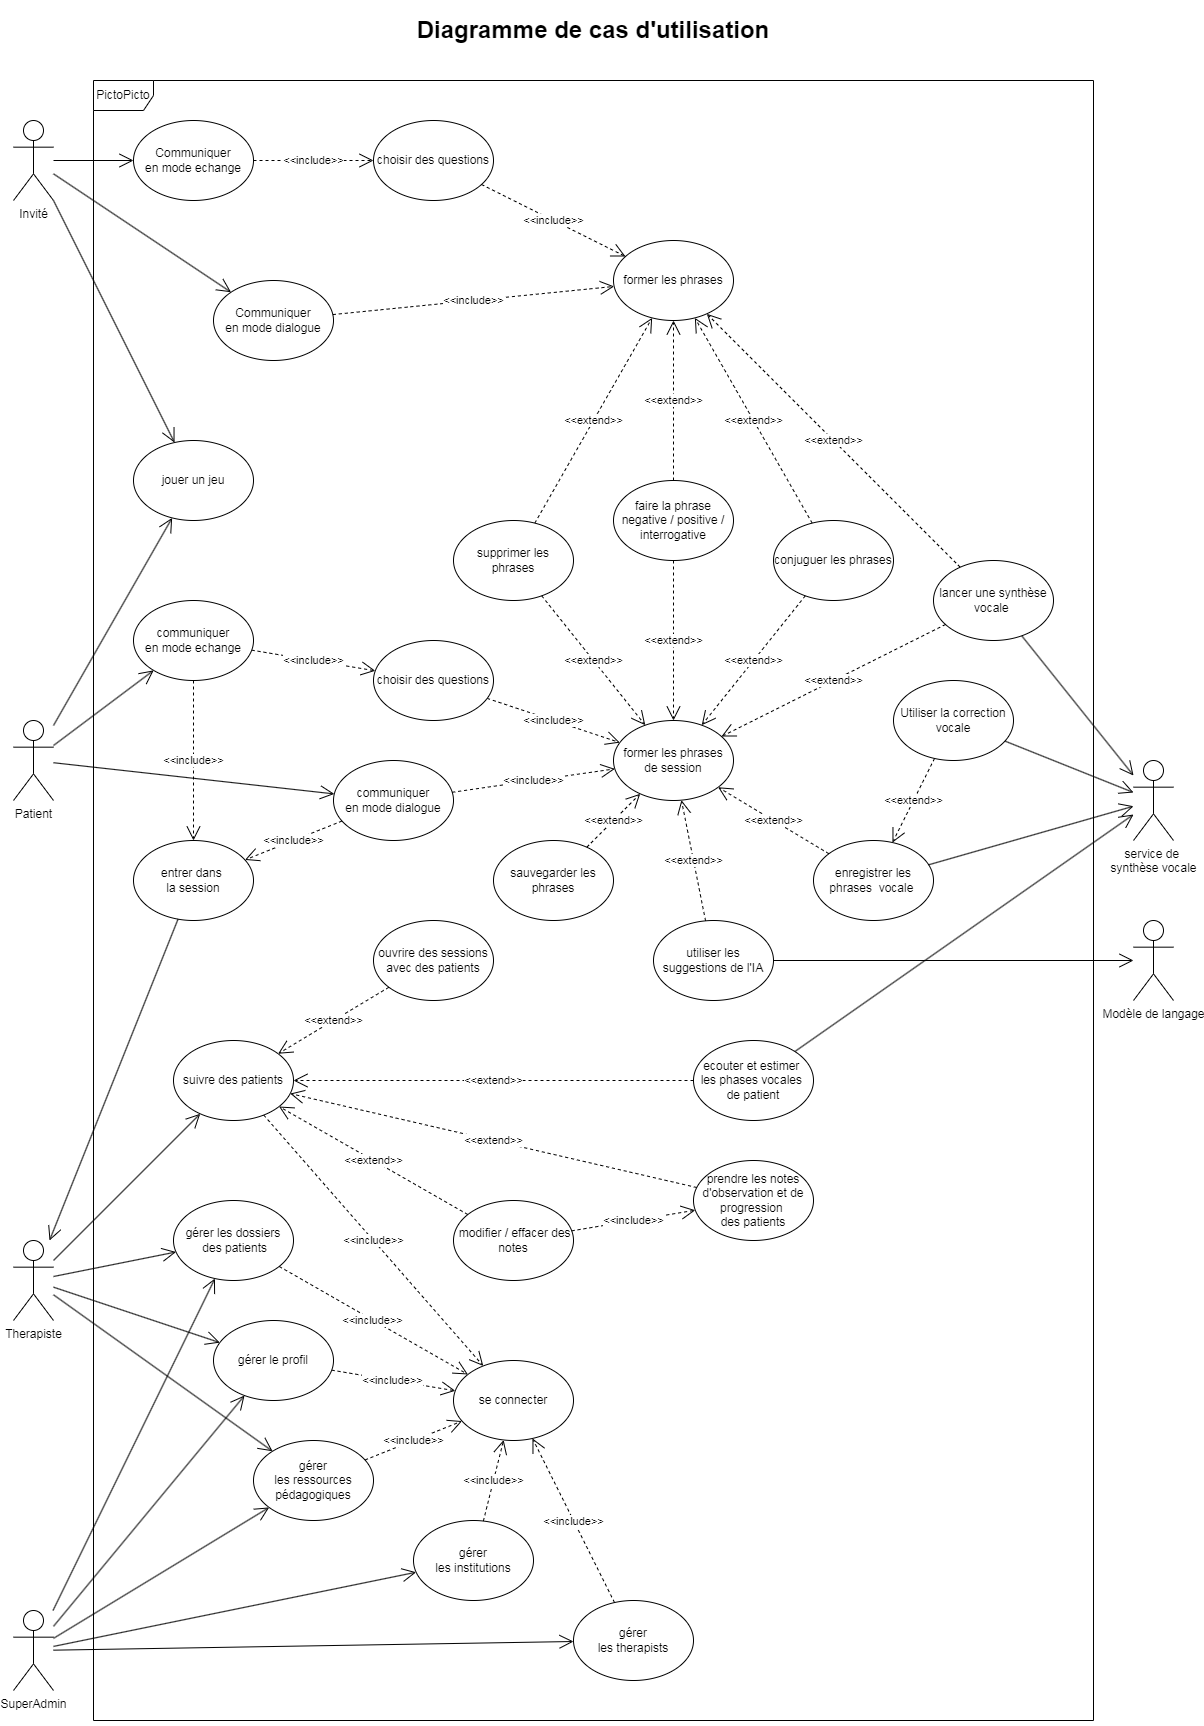 Diagramme de cas d'utilisation
PictoPicto
Invité
Communiquer
en mode echange
<<include>>
choisir des questions
<<include>>
former les phrases
Communiquer
en mode dialogue
<<include>>
<<extend>>
<<extend>>
<<extend>>
<<extend>>
jouer un jeu
faire la phrase
negative / positive /
interrogative
supprimer les
phrases
conjuguer les phrases
lancer une synthèse
vocale
communiquer
en mode echange
<<include>>
choisir des questions
<<extend>>
<<extend>>
<<extend>>
<<extend>>
<<include>>
Utiliser la correction
vocale
Patient
<<include>>
former les phrases
de session
communiquer
en mode dialogue
<<include>>
<<extend>>
<<extend>>
<<extend>>
<<include>>
<<extend>>
service de
synthèse vocale
entrer dans
la session
sauvegarder les
phrases
enregistrer les
phrases  vocale
ouvrire des sessions
avec des patients
utiliser les
suggestions de l'IA
Modèle de langage
<<extend>>
suivre des patients
<<extend>>
ecouter et estimer
les phases vocales
de patient
<<extend>>
<<extend>>
prendre les notes
d'observation et de
progression
des patients
<<include>>
gérer les dossiers
des patients
<<include>>
modifier / effacer des
notes
Therapiste
<<include>>
gérer le profil
<<include>>
se connecter
<<include>>
gérer
les ressources
pédagogiques
<<include>>
<<include>>
gérer
les institutions
gérer
les therapists
SuperAdmin